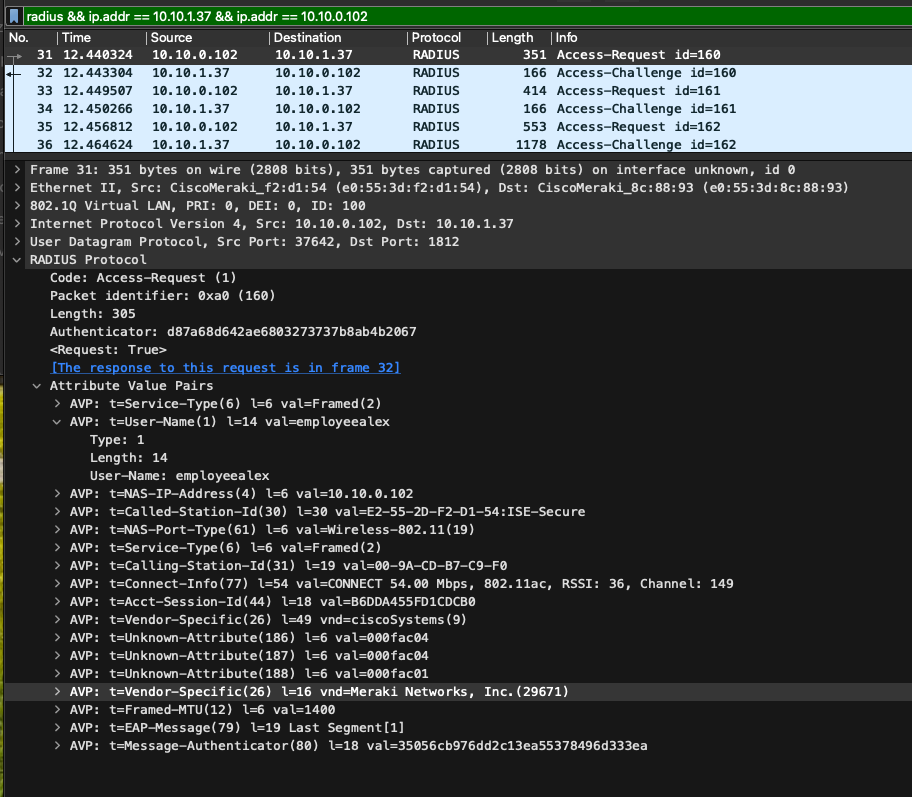 radius && ip.addr == 10.10.1.37 && ip.addr == 10.10.0.102
No. Time Source Destination Protocol Length Info
31 12.440324 10.10.0.102 10.10.1.37 RADIUS 351 Access-Request id=160
32 12.443304 10.10.1.37 10.10.0.102 RADIUS 166 Access-Challenge id=160
33 12.449507 10.10.0.102 10.10.1.37 RADIUS 414 Access-Request id=161
34 12.450266 10.10.1.37 10.10.0.102 RADIUS 166 Access-Challenge id=161
35 12.456812 10.10.0.102 10.10.1.37 RADIUS 553 Access-Request id=162
36 12.464624 10.10.1.37 10.10.0.102 RADIUS 1178 Access-Challenge id=162
Frame 31: 351 bytes on wire (2808 bits), 351 bytes captured (2808 bits) on interface unknown, id 0
Ethernet II, Src: CiscoMeraki_f2:d1:54 (e0:55:3d:f2:d1:54), Dst: CiscoMeraki_8c:88:93 (e0:55:3d:8c:88:93)
802.1Q Virtual LAN, PRI: 0, DEI: 0, ID: 100
Internet Protocol Version 4, Src: 10.10.0.102, Dst: 10.10.1.37
User Datagram Protocol, Src Port: 37642, Dst Port: 1812
RADIUS Protocol
Code: Access-Request (1)
Packet identifier: 0xa0 (160)
Length: 305
Authenticator: d87a68d642ae6803273737b8ab4b2067
<Request: True>
[The response to this request is in frame 32]
Attribute Value Pairs
AVP: t=Service-Type(6) l=6 val=Framed(2)
AVP: t=User-Name(1) l=14 val=employeealex
Type: 1
Length: 14
User-Name: employeealex
AVP: t=NAS-IP-Address(4) l=6 val=10.10.0.102
AVP: t=Called-Station-Id(30) l=30 val=E2-55-2D-F2-D1-54:ISE-Secure
AVP: t=NAS-Port-Type(61) l=6 val=Wireless-802.11(19)
AVP: t=Service-Type(6) l=6 val=Framed(2)
AVP: t=Calling-Station-Id(31) l=19 val=00-9A-CD-B7-C9-F0
AVP: t=Connect-Info(77) l=54 val=CONNECT 54.00 Mbps, 802.11ac, RSSI: 36, Channel: 149
AVP: t=Acct-Session-Id(44) l=18 val=B6DDA455FD1CDCB0
AVP: t=Vendor-Specific(26) l=49 vnd=ciscoSystems(9)
AVP: t=Unknown-Attribute(186) l=6 val=000fac04
AVP: t=Unknown-Attribute(187) l=6 val=000fac04
AVP: t=Unknown-Attribute(188) l=6 val=000fac01
AVP: t=Vendor-Specific(26) l=16 vnd=Meraki Networks, Inc.(29671)
AVP: t=Framed-MTU(12) l=6 val=1400
AVP: t=EAP-Message(79) l=19 Last Segment[1]
AVP: t=Message-Authenticator(80) l=18 val=35056cb976dd2c13ea55378496d333ea